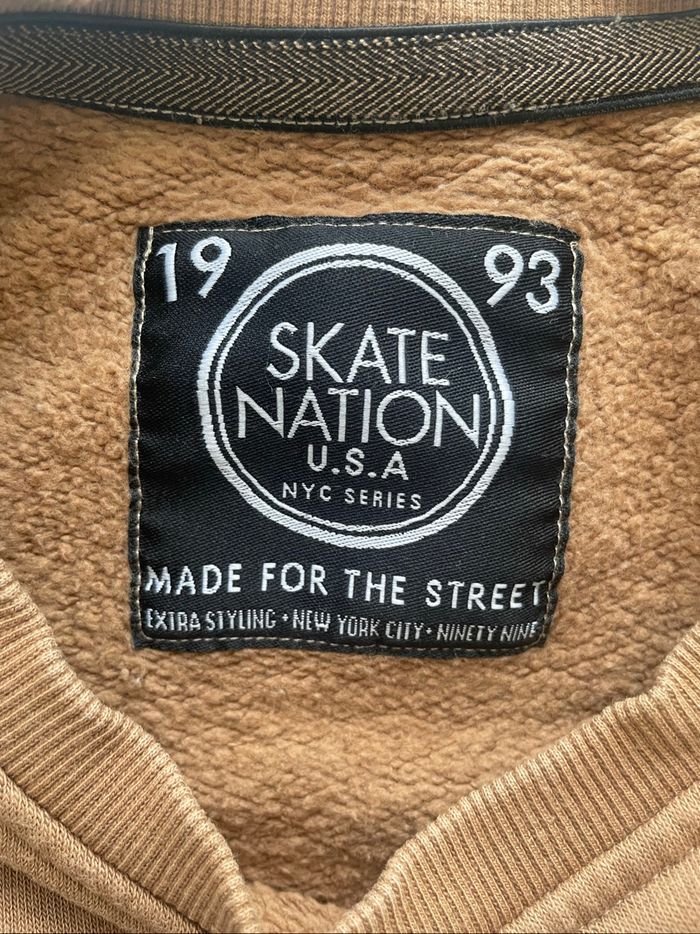 19 93
SKATE
NATION
U.S.A
NYC SERIES
MADE FOR THE STREET
EXTRA STYLING • NEW YORK CITY • NINETY NINE